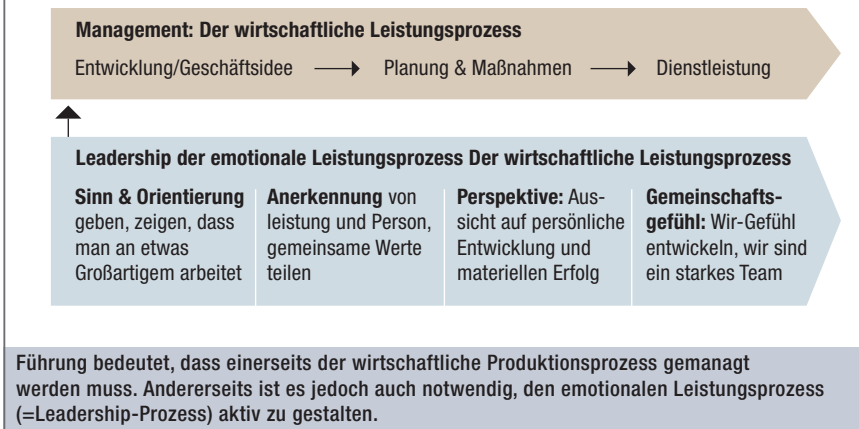 Management: Der wirtschaftliche Leistungsprozess
Entwicklung/Geschäftsidee → Planung & Maßnahmen → Dienstleistung
Leadership der emotionale Leistungsprozess Der wirtschaftliche Leistungsprozess
Sinn & Orientierung
geben, zeigen, dass
man an etwas
Großartigem arbeitet
Anerkennung von
leistung und Person,
gemeinsame Werte
teilen
Perspektive: Aus-
sicht auf persönliche
Entwicklung und
materiellen Erfolg
Gemeinschafts-
gefühl: Wir-Gefühl
entwickeln, wir sind
ein starkes Team
Führung bedeutet, dass einerseits der wirtschaftliche Produktionsprozess gemanagt
werden muss. Andererseits ist es jedoch auch notwendig, den emotionalen Leistungsprozess
(=Leadership-Prozess) aktiv zu gestalten.